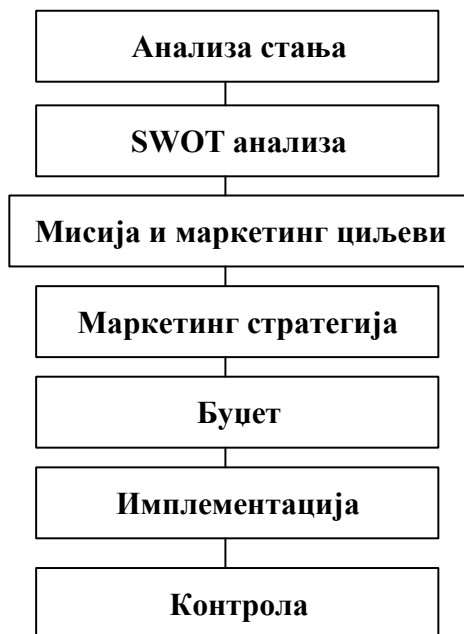 Анализа стања
SWOT анализа
Мисија и маркетинг циљеви
Маркетинг стратегија
Буџет
Имплементација
Контрола